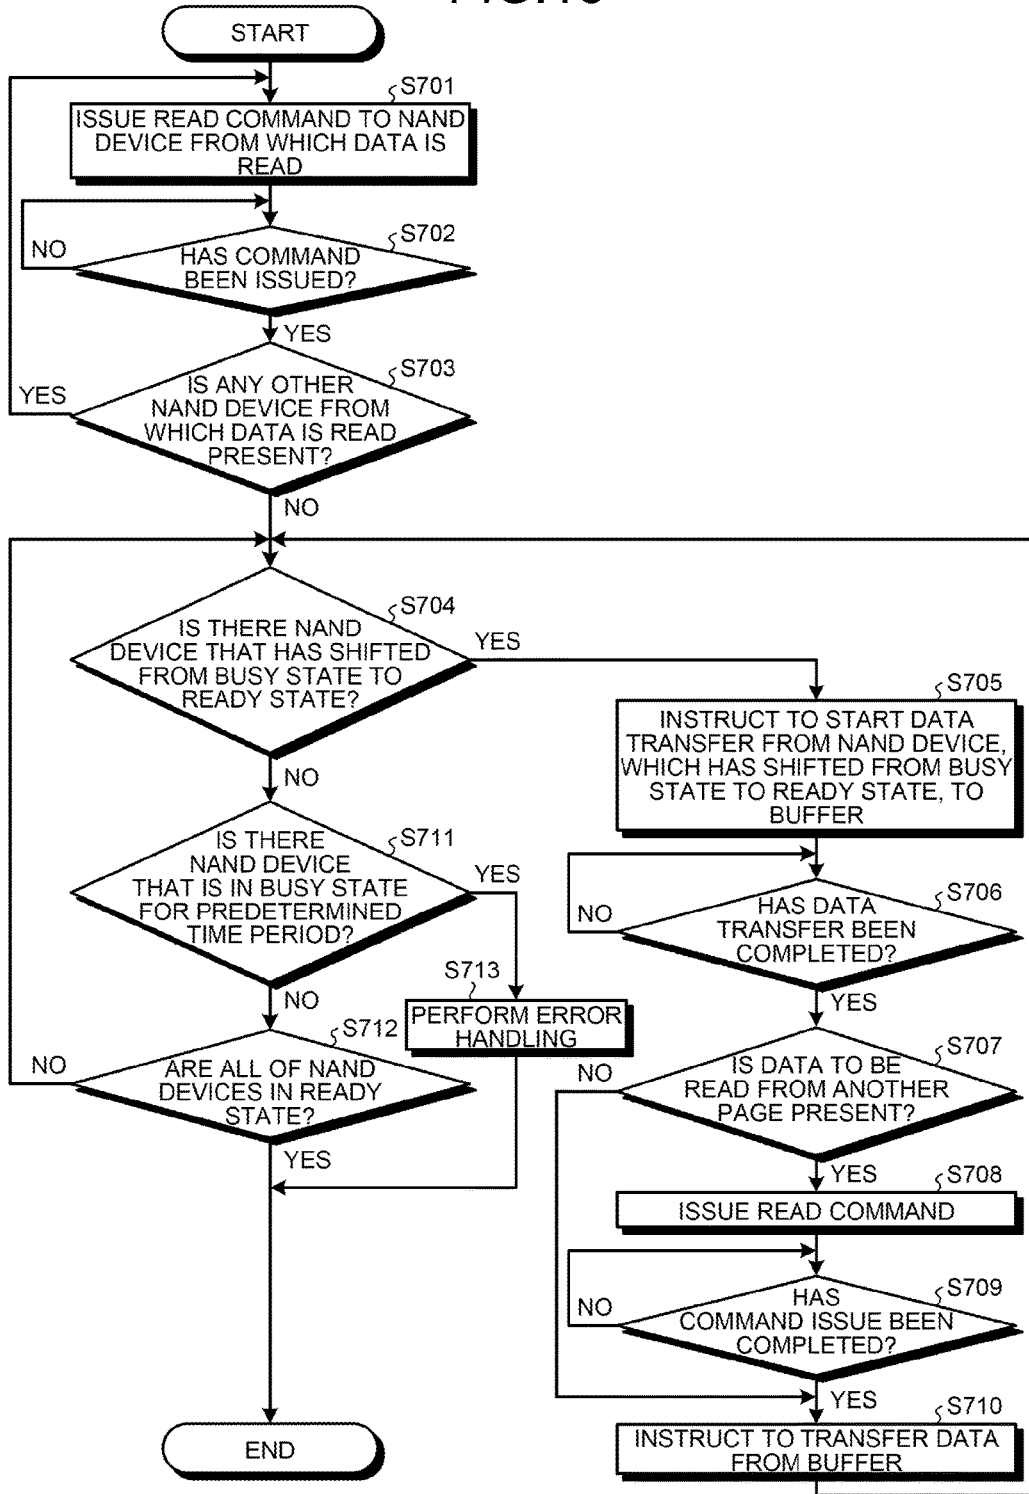 START
S701
ISSUE READ COMMAND TO NAND
DEVICE FROM WHICH DATA IS
READ
S702
NO
HAS COMMAND
BEEN ISSUED?
YES
S703
YES
IS ANY OTHER
NAND DEVICE FROM
WHICH DATA IS READ
PRESENT?
NO
S704
IS THERE NAND
DEVICE THAT HAS SHIFTED
FROM BUSY STATE TO
READY STATE?
YES
NO
S711
IS THERE
NAND DEVICE
THAT IS IN BUSY STATE
FOR PREDETERMINED
TIME PERIOD?
YES
NO
S713
PERFORM ERROR
HANDLING
S712
NO
ARE ALL OF NAND
DEVICES IN READY
STATE?
YES
END
S705
INSTRUCT TO START DATA
TRANSFER FROM NAND DEVICE,
WHICH HAS SHIFTED FROM BUSY
STATE TO READY STATE, TO
BUFFER
S706
NO
HAS DATA
TRANSFER BEEN
COMPLETED?
YES
S707
NO
IS DATA TO BE
READ FROM ANOTHER
PAGE PRESENT?
YES
S708
ISSUE READ COMMAND
S709
NO
HAS
COMMAND ISSUE BEEN
COMPLETED?
YES
S710
INSTRUCT TO TRANSFER DATA
FROM BUFFER